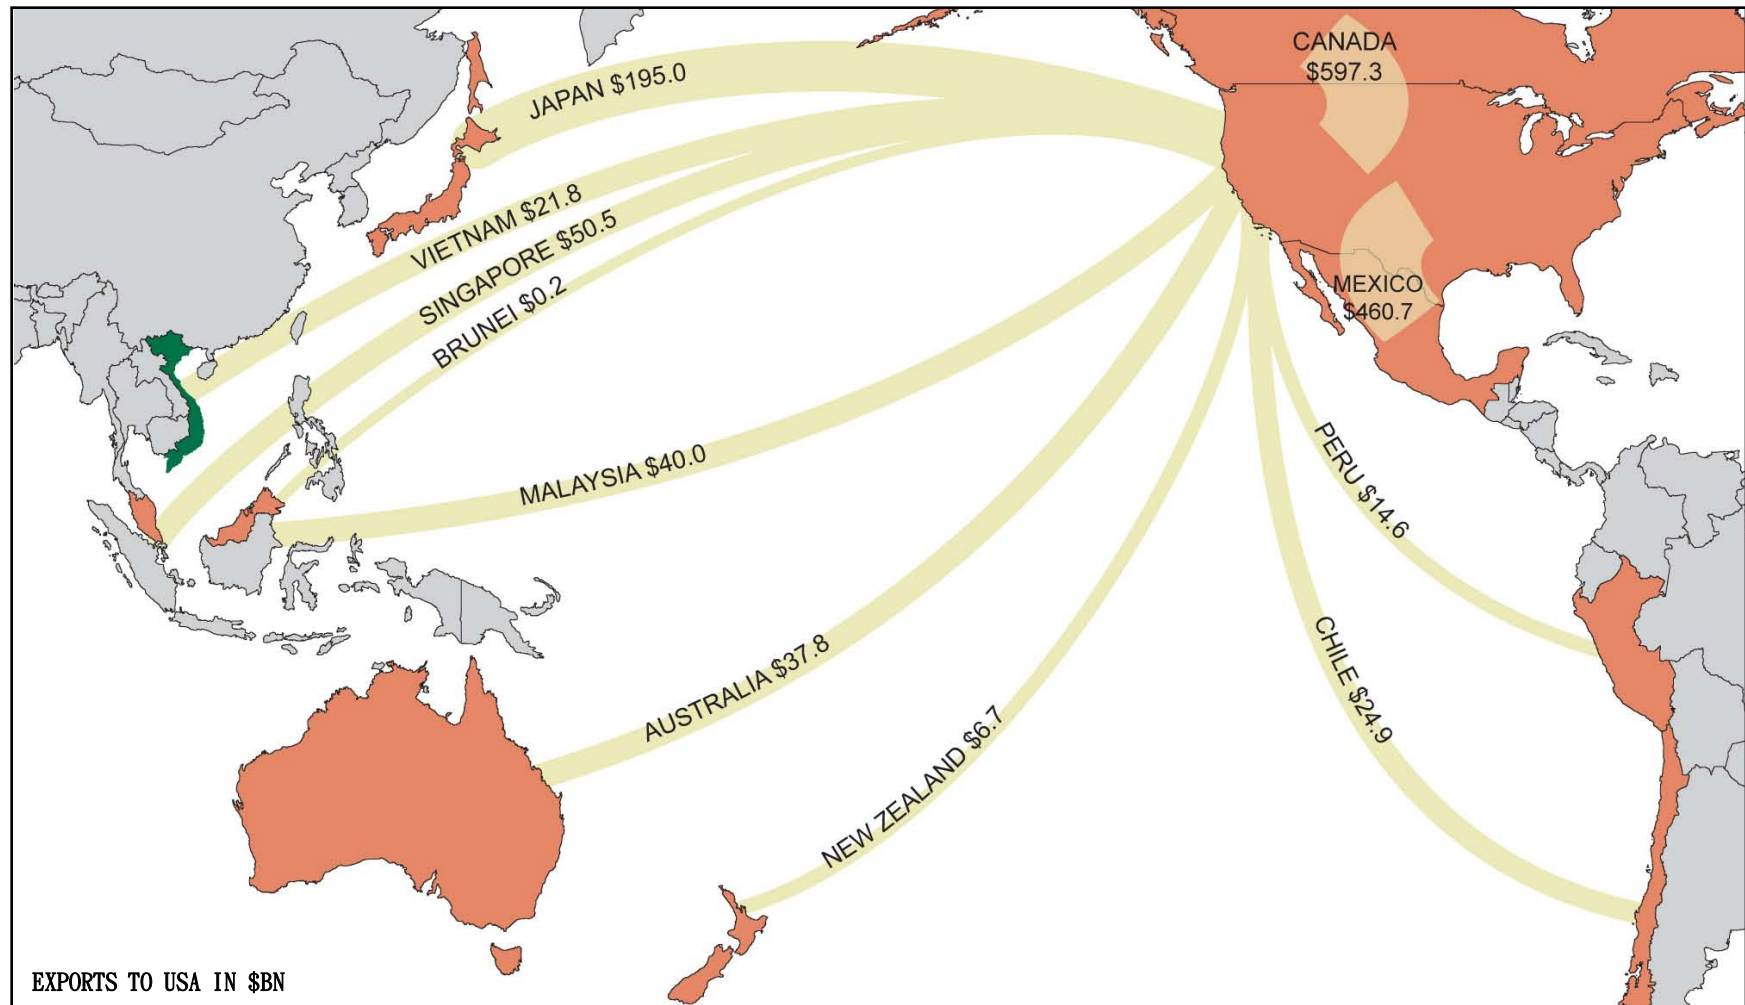 CANADA
$597.3
JAPAN $195.0
VIETNAM $21.8
SINGAPORE $50.5
BRUNEI $0.2
MEXICO
$460.7
MALAYSIA $40.0
PERU $14.6
AUSTRALIA $37.8
CHILE $24.9
NEW ZEALAND $6.7
EXPORTS TO USA IN $BN